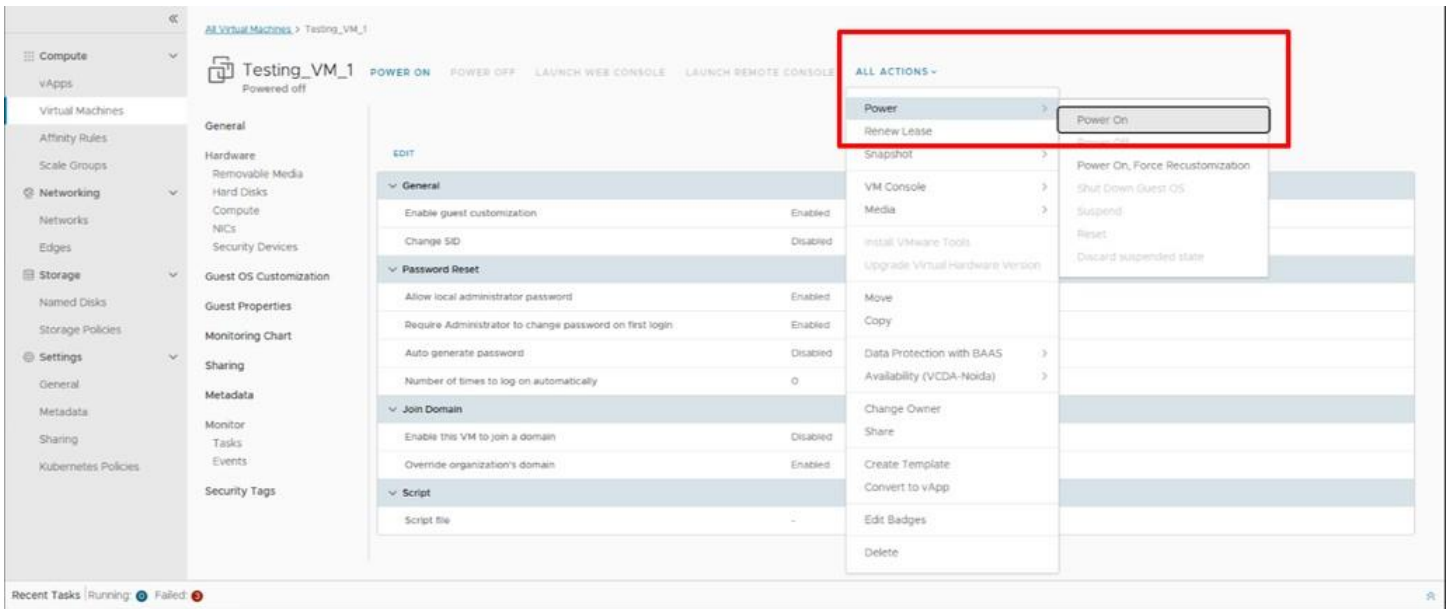 All Virtual Machines > Testing_VM_1
Compute
vApps
Virtual Machines
Affinity Rules
Scale Groups
Networking
Networks
Edges
Storage
Named Disks
Storage Policies
Settings
General
Metadata
Sharing
Kubernetes Policies
Testing_VM_1
Powered off
POWER ON POWER OFF LAUNCH WEB CONSOLE LAUNCH REMOTE CONSOLE ALL ACTIONS
General
Hardware
Removable Media
Hard Disks
Compute
NICs
Security Devices
Guest OS Customization
Guest Properties
Monitoring Chart
Sharing
Metadata
Monitor
Tasks
Events
Security Tags
EDIT
General
Enable guest customization Enabled
Change SID Disabled
Password Reset
Allow local administrator password Enabled
Require Administrator to change password on first login Enabled
Auto generate password Disabled
Number of times to log on automatically 0
Join Domain
Enable this VM to join a domain Disabled
Override organization's domain Enabled
Script
Script file -
Power
Renew Lease
Snapshot
VM Console
Media
Install VMware Tools
Upgrade Virtual Hardware Version
Move
Copy
Data Protection with BAAS
Availability (VCDA-Noida)
Change Owner
Share
Create Template
Convert to vApp
Edit Badges
Delete
Power On
Power On, Force Recustomization
Shut Down Guest OS
Suspend
Reset
Discard suspended state
Recent Tasks Running: 0 Failed: 3